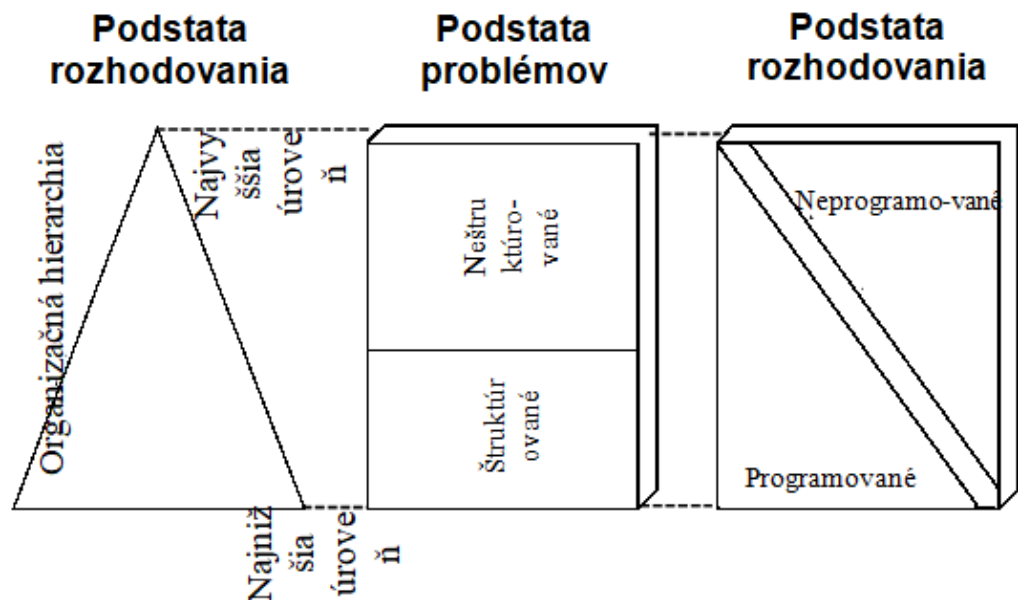 Podstata
rozhodovania
Podstata
problémov
Podstata
rozhodovania
Organizačná hierarchia
Najvy
ššia
úrove
ň
Neštru
ktúro-
vané
Štruktúr
ované
Neprogramo-vané
Programované
Najniž
šia
úrove
ň